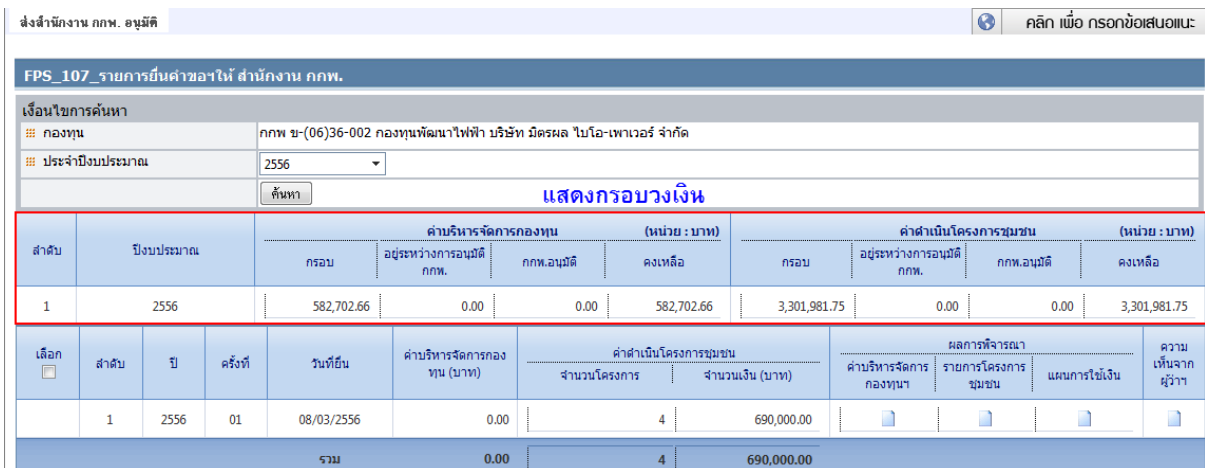 ส่งสำนักงาน กกพ. อนุมัติ
คลิก เพื่อ กรอกข้อเสนอแนะ
FPS_107_รายการยื่นคำขอฯให้ สำนักงาน กกพ.
เงื่อนไขการค้นหา
กองทุน กกพ ข-(06)36-002 กองทุนพัฒนาไฟฟ้า บริษัท มิตรผล ไบโอ-เพาเวอร์ จำกัด
ประจำปีงบประมาณ 2556
ค้นหา แสดงกรอบวงเงิน
ลำดับ ปีงบประมาณ ค่าบริหารจัดการกองทุน (หน่วย : บาท) ค่าดำเนินโครงการชุมชน (หน่วย : บาท)
กรอบ อยู่ระหว่างการอนุมัติ กกพ. กกพ.อนุมัติ คงเหลือ กรอบ อยู่ระหว่างการอนุมัติ กกพ. กกพ.อนุมัติ คงเหลือ
1 2556 582,702.66 0.00 0.00 582,702.66 3,301,981.75 0.00 0.00 3,301,981.75
เลือก ลำดับ ปี ครั้งที่ วันที่ยื่น ค่าบริหารจัดการกองทุน (บาท) ค่าดำเนินโครงการชุมชน ผลการพิจารณา ความเห็นจากผู้ว่าฯ
จำนวนโครงการ จำนวนเงิน (บาท) ค่าบริหารจัดการกองทุนฯ รายการโครงการชุมชน แผนการใช้เงิน
1 2556 01 08/03/2556 0.00 4 690,000.00
รวม 0.00 4 690,000.00